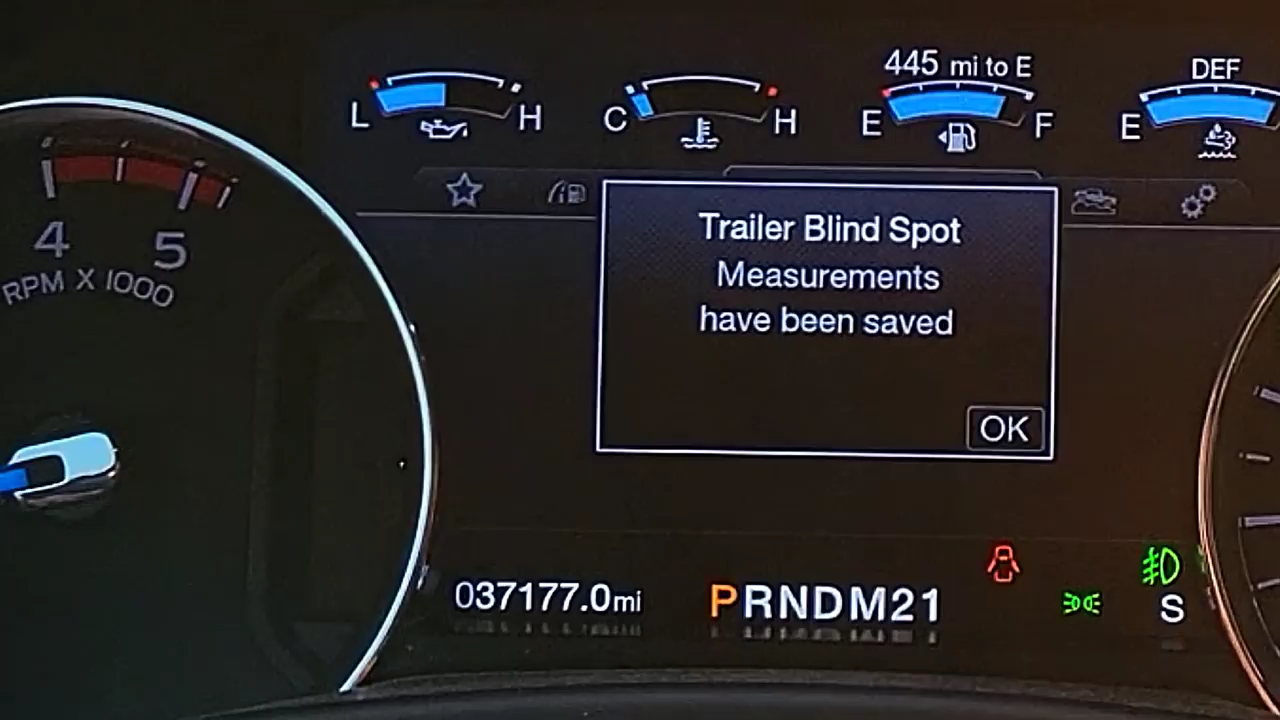 445 mi to E
DEF
L H
C H
E F
E
4 5
RPM X 1000
Trailer Blind Spot
Measurements
have been saved
OK
037177.0mi
PRNDM21
S